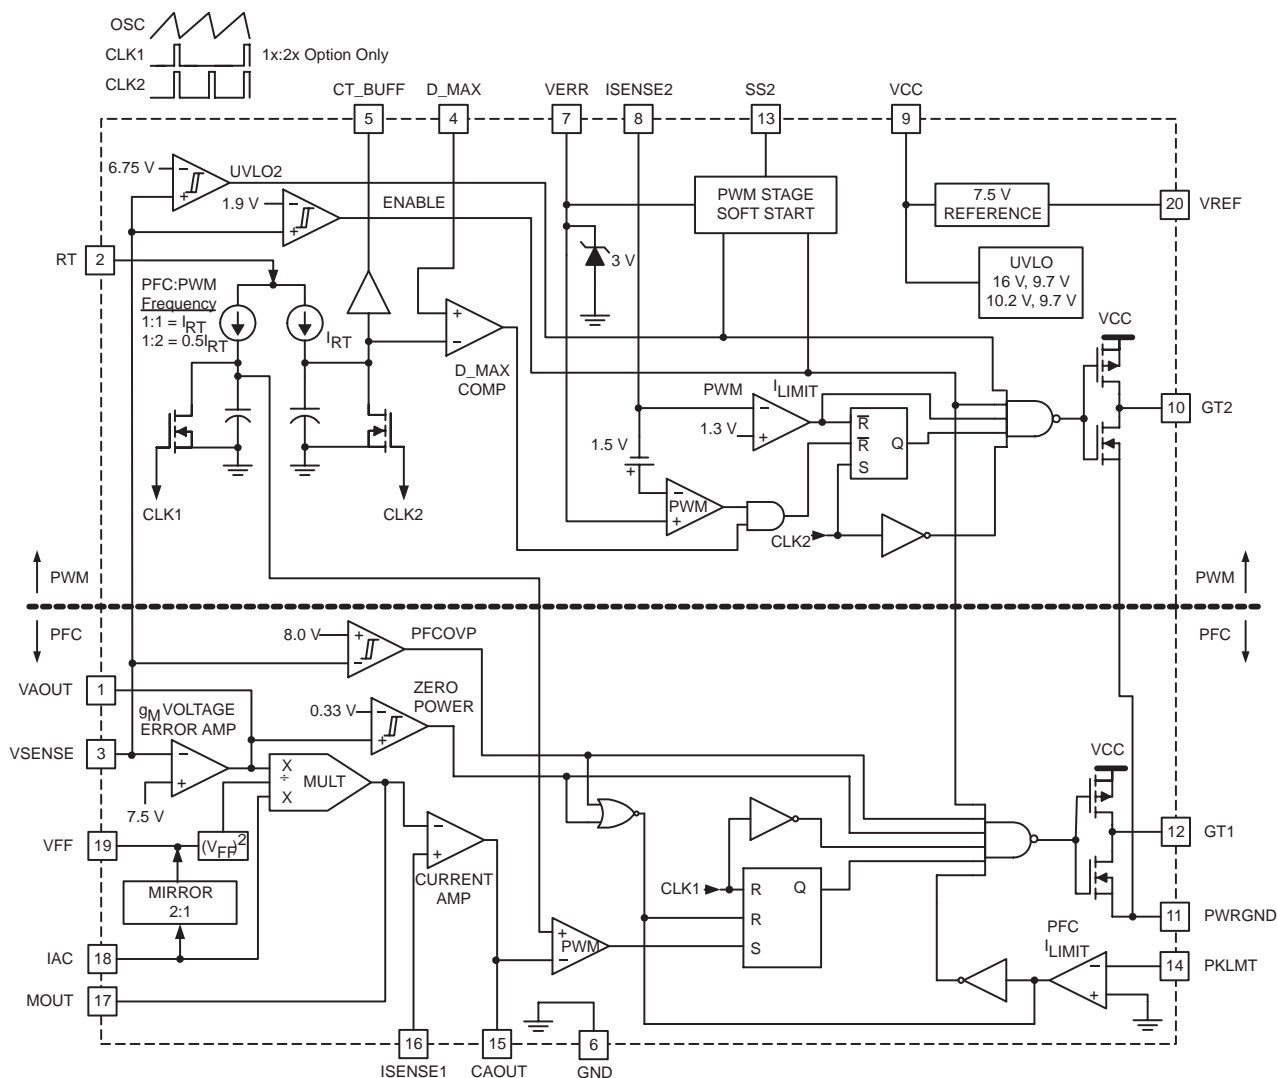 OSC
CLK1
1x:2x Option Only
CLK2
CT_BUFF
D_MAX
VERR
ISENSE2
SS2
VCC
5
4
7
8
13
9
6.75 V
−
+
UVLO2
1.9 V
−
+
ENABLE
PWM STAGE
SOFT START
7.5 V
REFERENCE
20
VREF
RT
2
3 V
UVLO
16 V, 9.7 V
10.2 V, 9.7 V
PFC:PWM
Frequency
1:1 = IRT
1:2 = 0.5IRT
IRT
+
−
D_MAX
COMP
VCC
PWM
ILIMIT
−
+
1.3 V
1.5 V
+
R
R
S
Q
10
GT2
−
+
PWM
CLK1
CLK2
CLK2
PWM
PWM
PFC
PFC
8.0 V
+
−
PFCOVP
VAOUT
1
ZERO
POWER
0.33 V
−
+
gM VOLTAGE
ERROR AMP
VSENSE
3
−
+
7.5 V
X
÷
X
MULT
VCC
VFF
19
(VFF)2
−
+
CURRENT
AMP
12
GT1
MIRROR
2:1
CLK1
R
Q
R
S
11
PWRGND
+
−
PWM
PFC
ILIMIT
IAC
18
−
+
14
PKLMT
MOUT
17
16
15
6
ISENSE1
CAOUT
GND